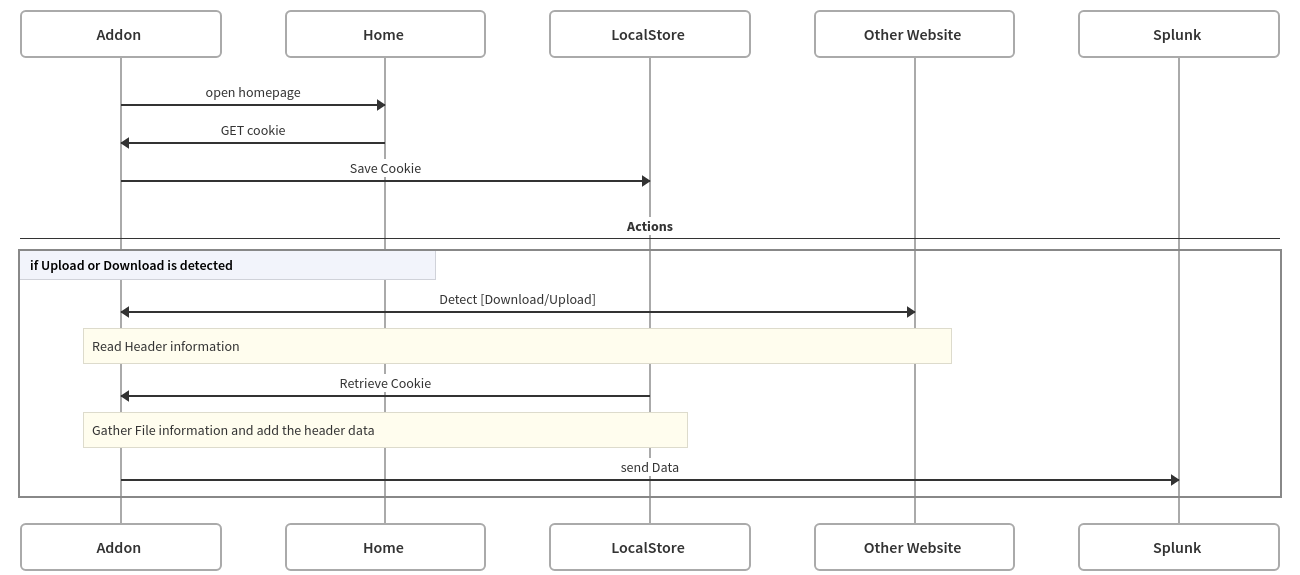 Addon
Home
LocalStore
Other Website
Splunk
open homepage
GET cookie
Save Cookie
Actions
if Upload or Download is detected
Detect [Download/Upload]
Read Header information
Retrieve Cookie
Gather File information and add the header data
send Data
Addon
Home
LocalStore
Other Website
Splunk